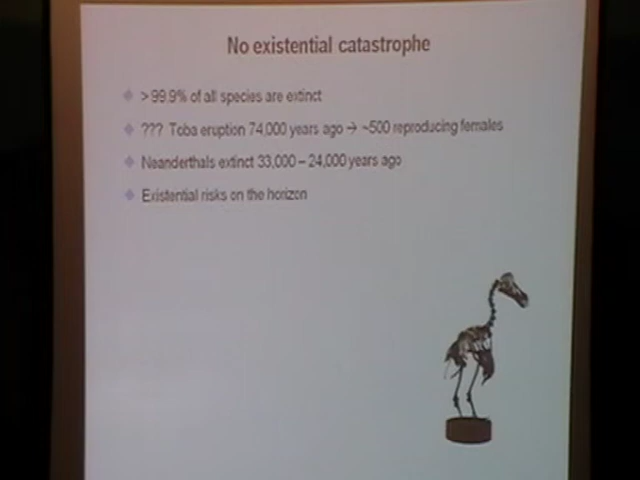 No existential catastrophe
> 99.9% of all species are extinct
??? Toba eruption 74,000 years ago → ~500 reproducing females
Neanderthals extinct 33,000 – 24,000 years ago
Existential risks on the horizon